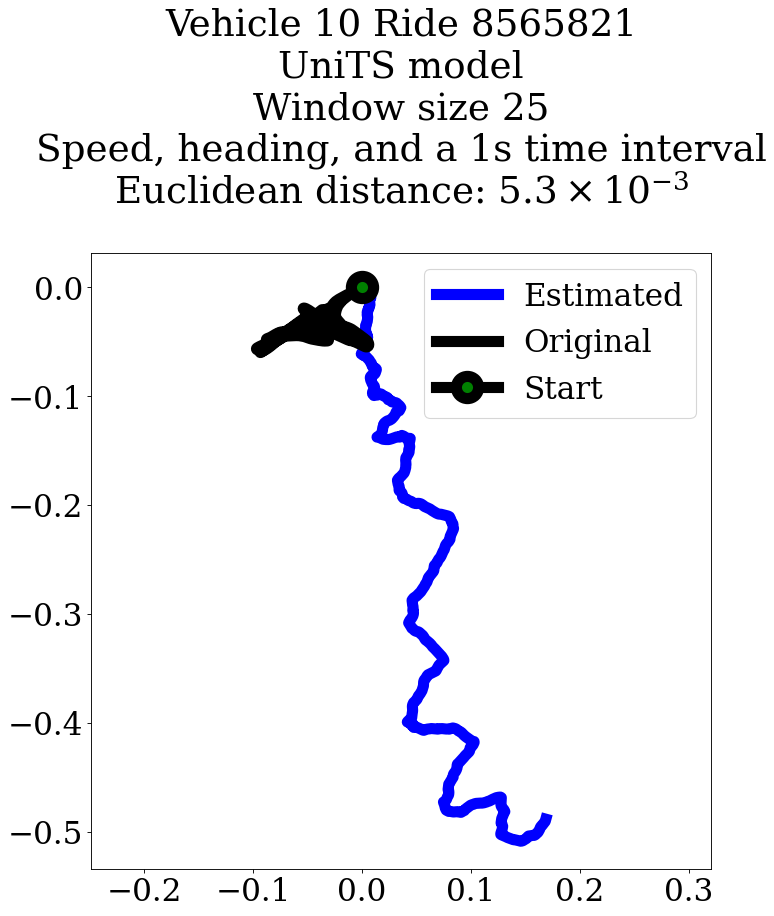 Vehicle 10 Ride 8565821
UniTS model
Window size 25
Speed, heading, and a 1s time interval
Euclidean distance: 5.3 × 10⁻³
Estimated
Original
Start
0.0
−0.1
−0.2
−0.3
−0.4
−0.5
−0.2 −0.1 0.0 0.1 0.2 0.3